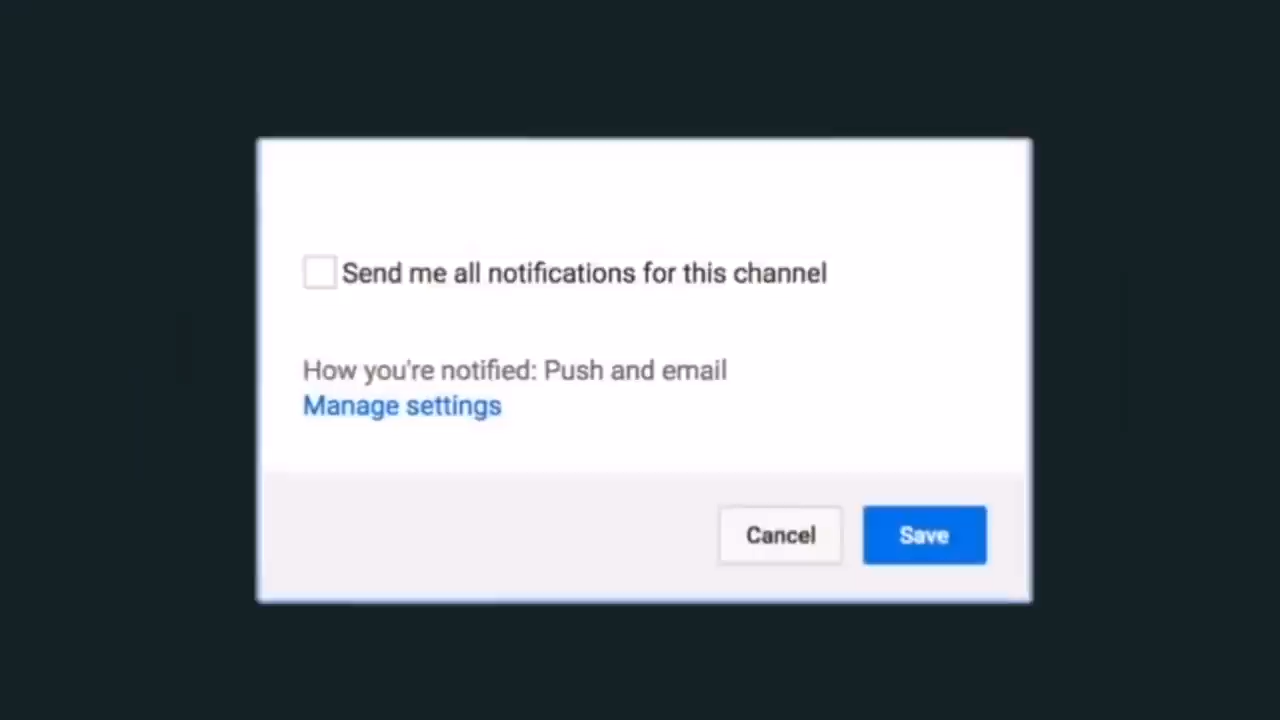 Send me all notifications for this channel
How you're notified: Push and email
Manage settings
Cancel
Save